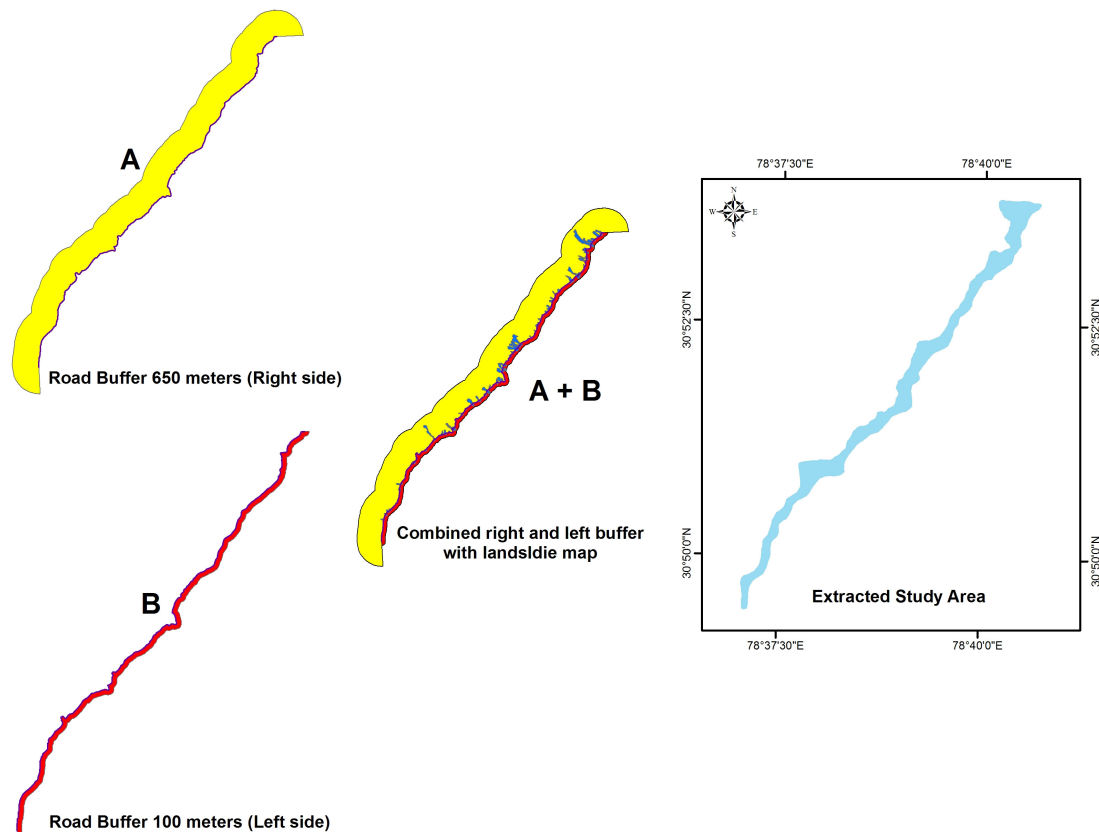 A
Road Buffer 650 meters (Right side)
B
Road Buffer 100 meters (Left side)
A + B
Combined right and left buffer
with landsldie map
78°37'30"E
78°40'0"E
N
W
E
S
30°52'30"N
30°52'30"N
30°50'0"N
30°50'0"N
Extracted Study Area
78°37'30"E
78°40'0"E